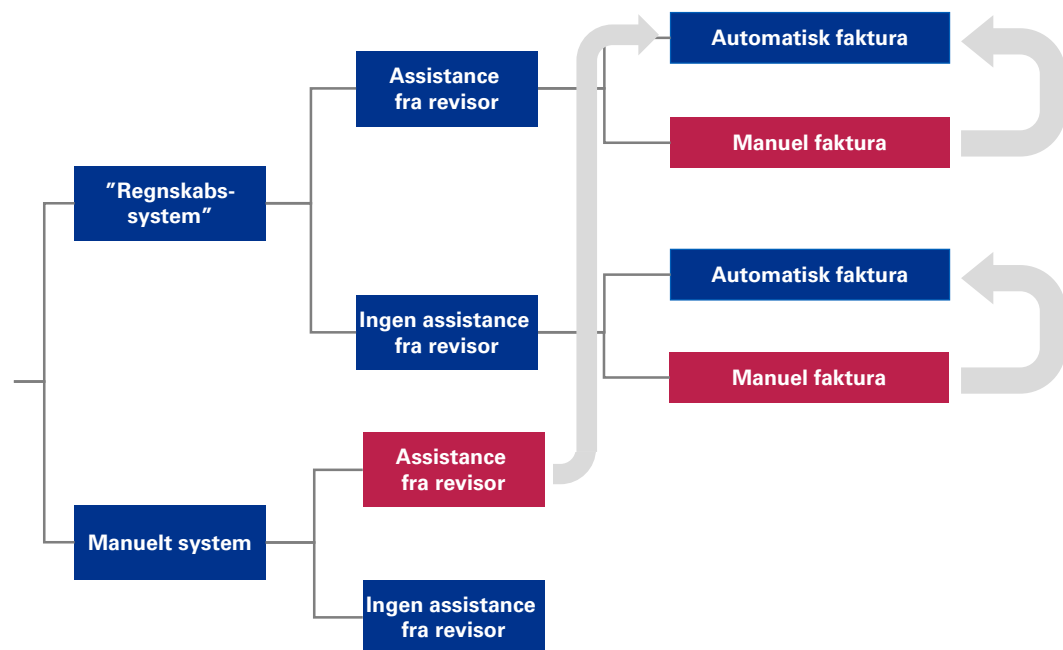 Automatisk faktura
Assistance
fra revisor
Manuel faktura
”Regnskabs-
system”
Automatisk faktura
Ingen assistance
fra revisor
Manuel faktura
Assistance
fra revisor
Manuelt system
Ingen assistance
fra revisor